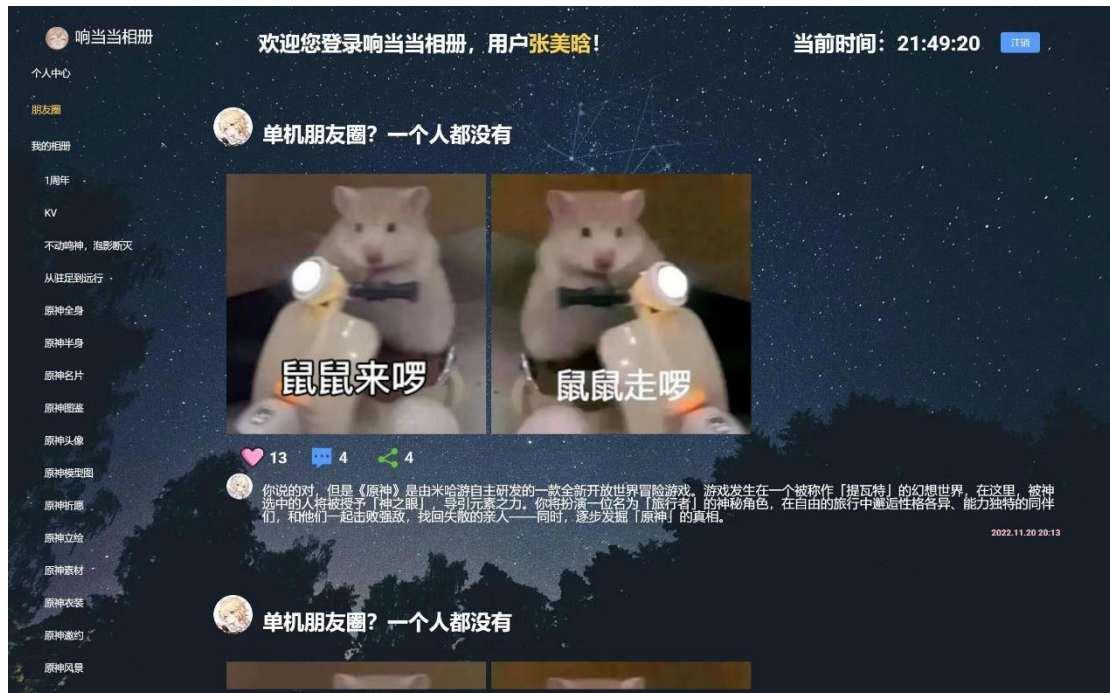 响当当相册
欢迎您登录响当当相册，用户张美晗！
当前时间：21:49:20
注销
个人中心
朋友圈
我的相册
1周年
KV
不动鸣神，泡影断灭
从驻足到远行
原神全身
原神半身
原神名片
原神图鉴
原神头像
原神模型图
原神祈愿
原神立绘
原神素材
原神衣装
原神邀约
原神风景
单机朋友圈？一个人都没有
鼠鼠来啰
鼠鼠走啰
13
4
4
你说的对，但是《原神》是由米哈游自主研发的一款全新开放世界冒险游戏。游戏发生在一个被称作「提瓦特」的幻想世界，在这里，被神
选中的人将被授予「神之眼」，导引元素之力。你将扮演一位名为「旅行者」的神秘角色，在自由的旅行中邂逅性格各异、能力独特的同伴
们，和他们一起击败强敌，找回失散的亲人——同时，逐步发掘「原神」的真相。
2022.11.20 20:13
单机朋友圈？一个人都没有